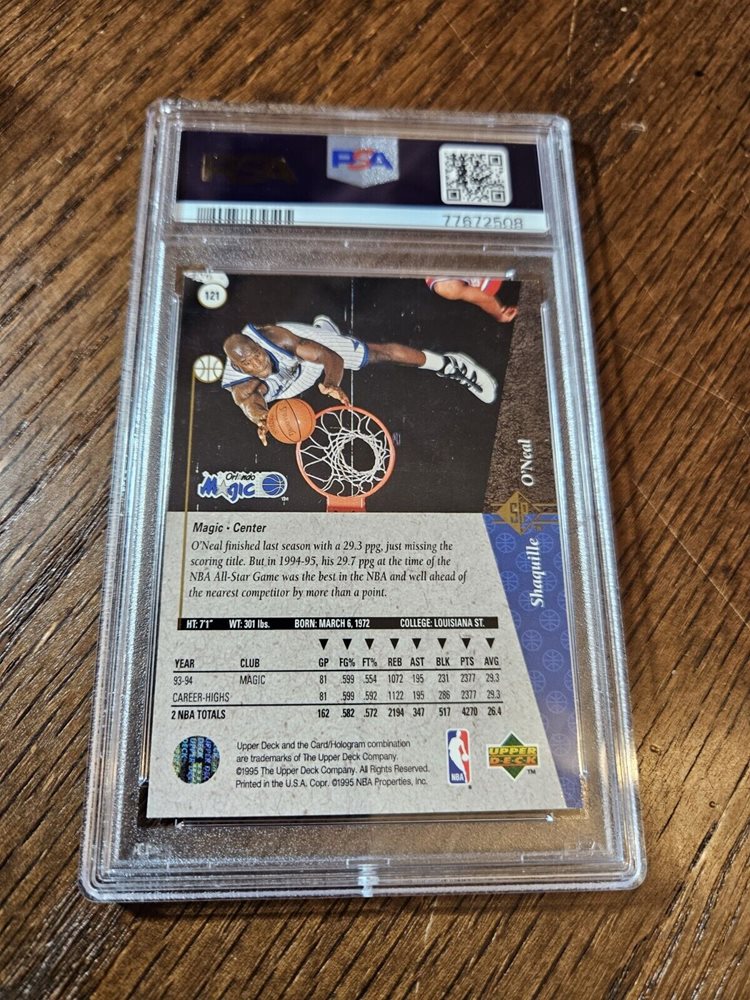 PSA
PSA
77672508
121
Orlando
Magic
TM
O'Neal
SP
Shaquille
Magic • Center
O'Neal finished last season with a 29.3 ppg, just missing the
scoring title. But in 1994-95, his 29.7 ppg at the time of the
NBA All-Star Game was the best in the NBA and well ahead of
the nearest competitor by more than a point.
HT: 7'1" WT: 301 lbs. BORN: MARCH 6, 1972 COLLEGE: LOUISIANA ST.
YEAR CLUB GP FG% FT% REB AST BLK PTS AVG
93-94 MAGIC 81 .599 .554 1072 195 231 2377 29.3
CAREER-HIGHS 81 .599 .592 1122 195 286 2377 29.3
2 NBA TOTALS 162 .582 .572 2194 347 517 4270 26.4
Upper Deck and the Card/Hologram combination
are trademarks of The Upper Deck Company.
©1995 The Upper Deck Company. All Rights Reserved.
Printed in the U.S.A. Copr. ©1995 NBA Properties, Inc.
NBA
UPPER
DECK
TM